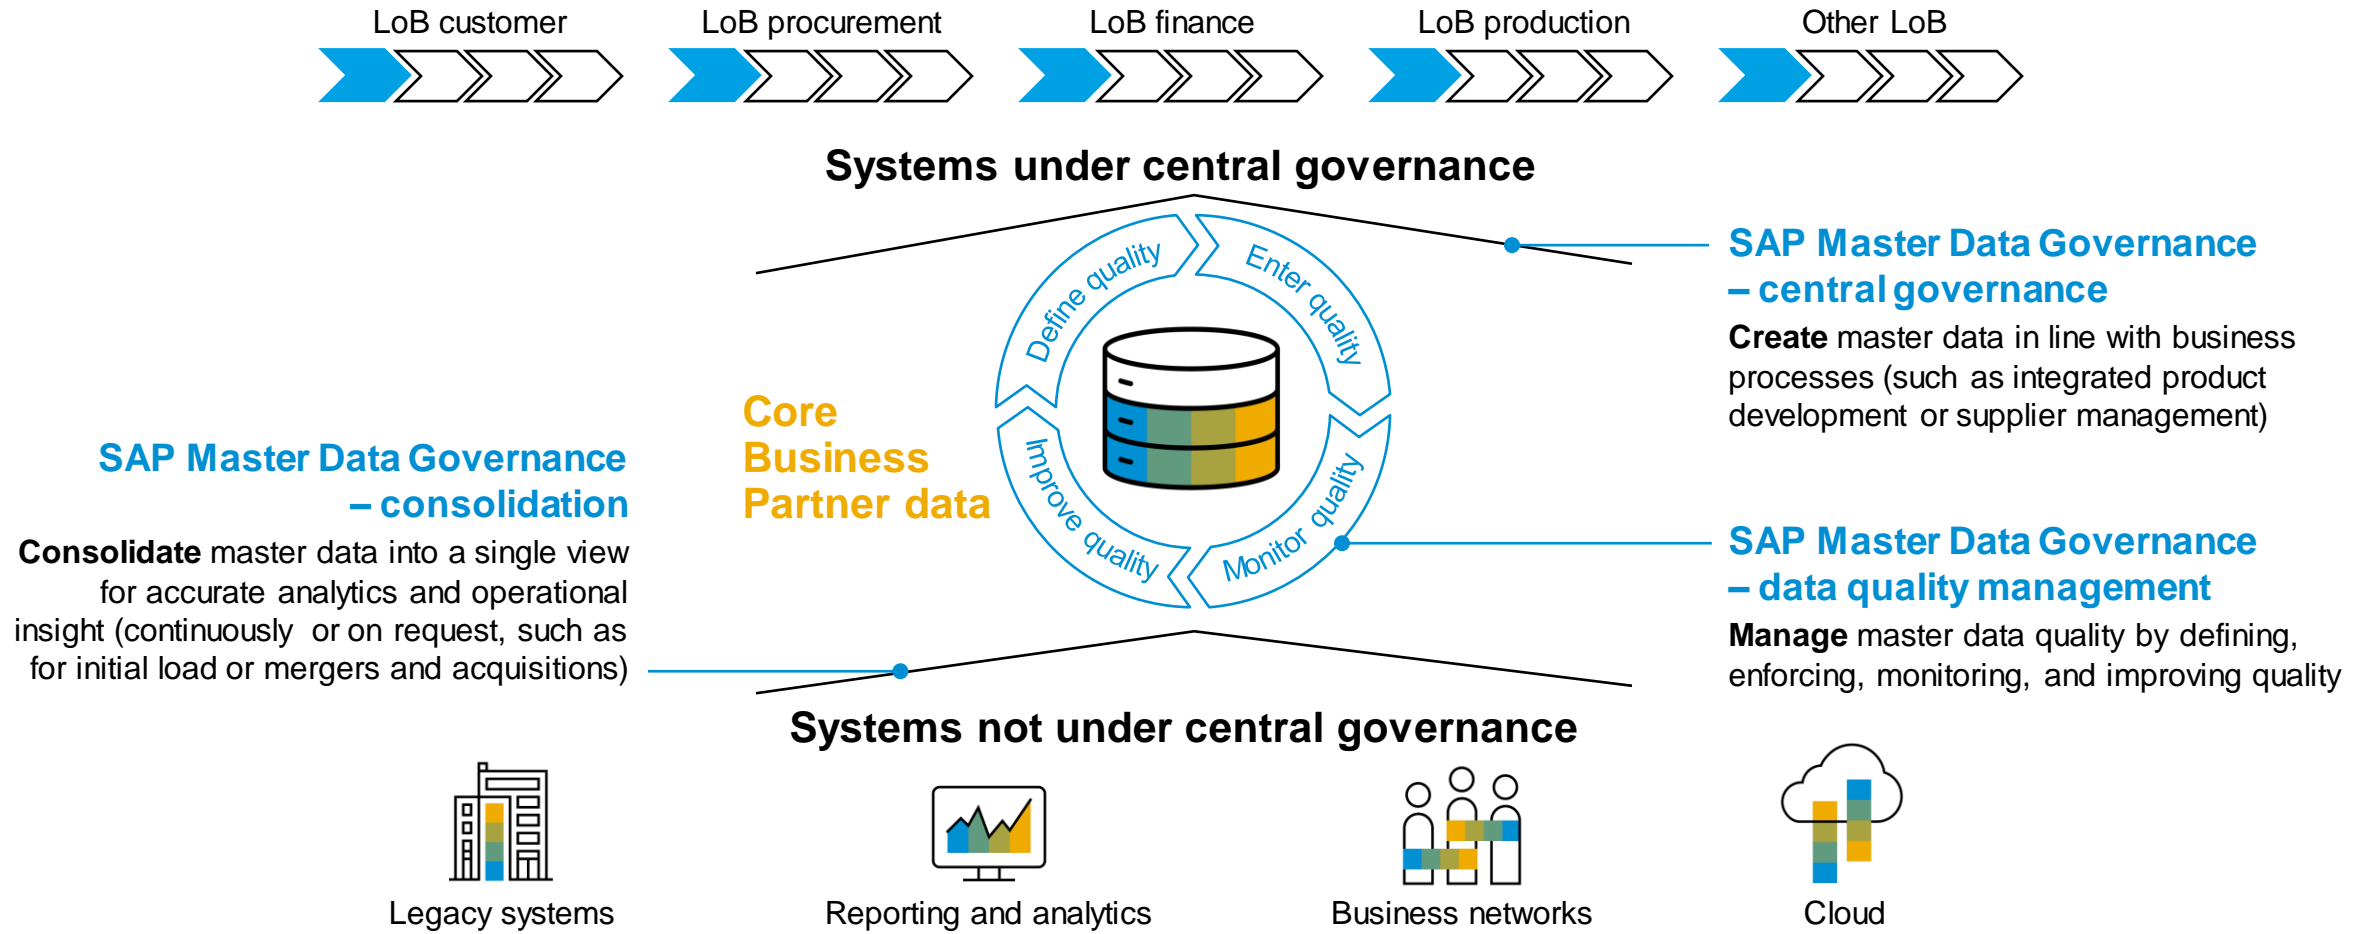 LoB customer
LoB procurement
LoB finance
LoB production
Other LoB
Systems under central governance
Define quality
Enter quality
Monitor quality
Improve quality
SAP Master Data Governance
– central governance
Create master data in line with business
processes (such as integrated product
development or supplier management)
Core
Business
Partner data
SAP Master Data Governance
– consolidation
Consolidate master data into a single view
for accurate analytics and operational
insight (continuously or on request, such as
for initial load or mergers and acquisitions)
SAP Master Data Governance
– data quality management
Manage master data quality by defining,
enforcing, monitoring, and improving quality
Systems not under central governance
Legacy systems
Reporting and analytics
Business networks
Cloud